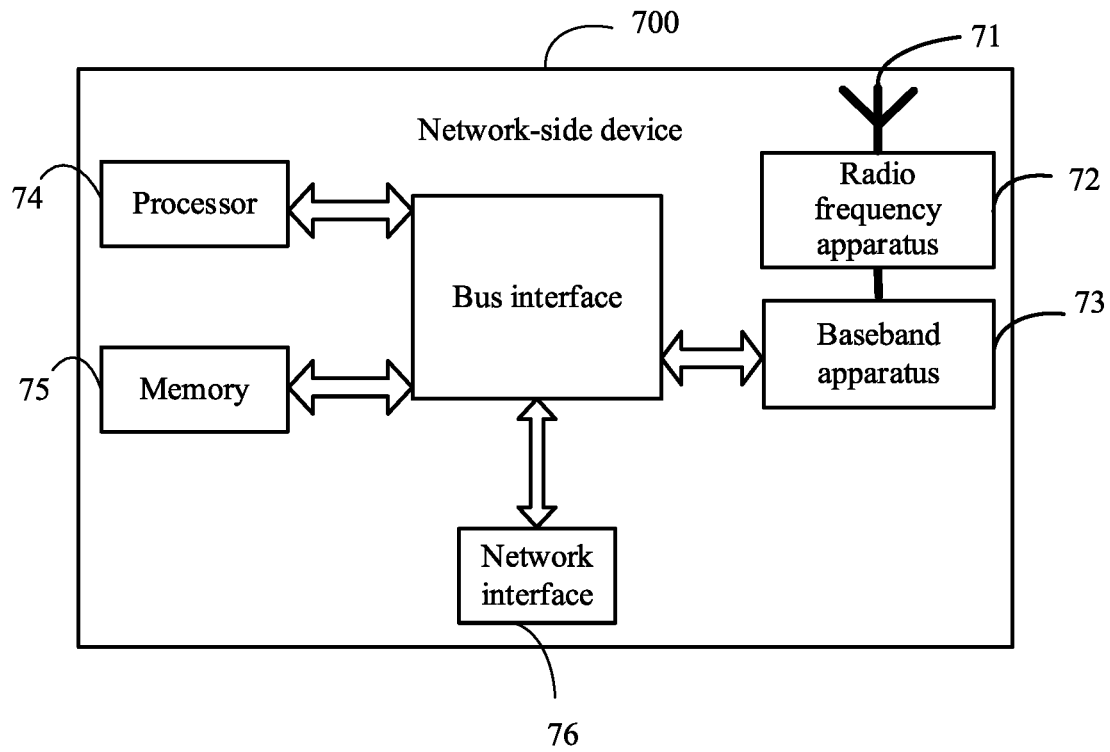 700
71
Network-side device
74
Processor
Radio
frequency
apparatus
72
Bus interface
73
Baseband
apparatus
75
Memory
Network
interface
76